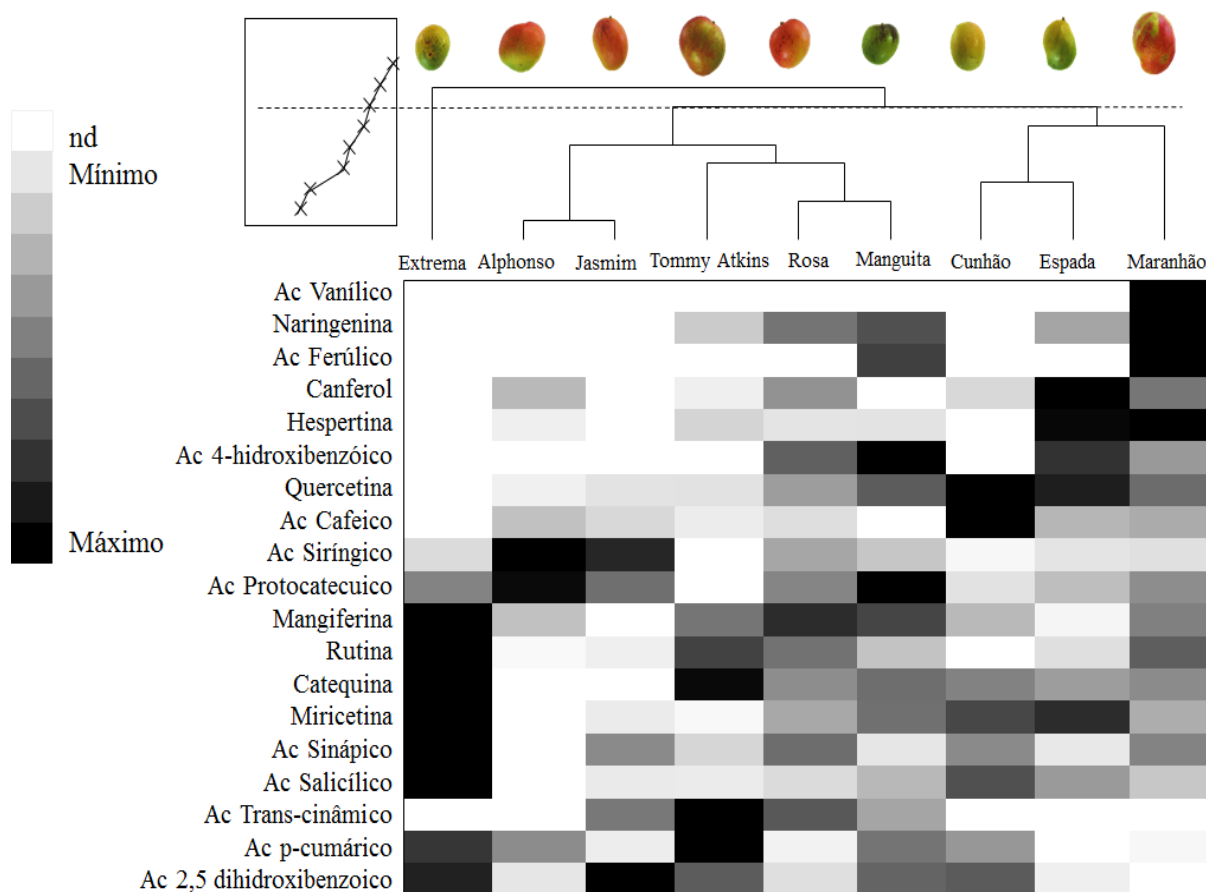 nd
Mínimo
Máximo
Extrema Alphonso Jasmim Tommy Atkins Rosa Manguita Cunhão Espada Maranhão
Ac Vanílico
Naringenina
Ac Ferúlico
Canferol
Hespertina
Ac 4-hidroxibenzóico
Quercetina
Ac Cafeico
Ac Siríngico
Ac Protocatecuico
Mangiferina
Rutina
Catequina
Miricetina
Ac Sinápico
Ac Salicílico
Ac Trans-cinâmico
Ac p-cumárico
Ac 2,5 dihidroxibenzoico